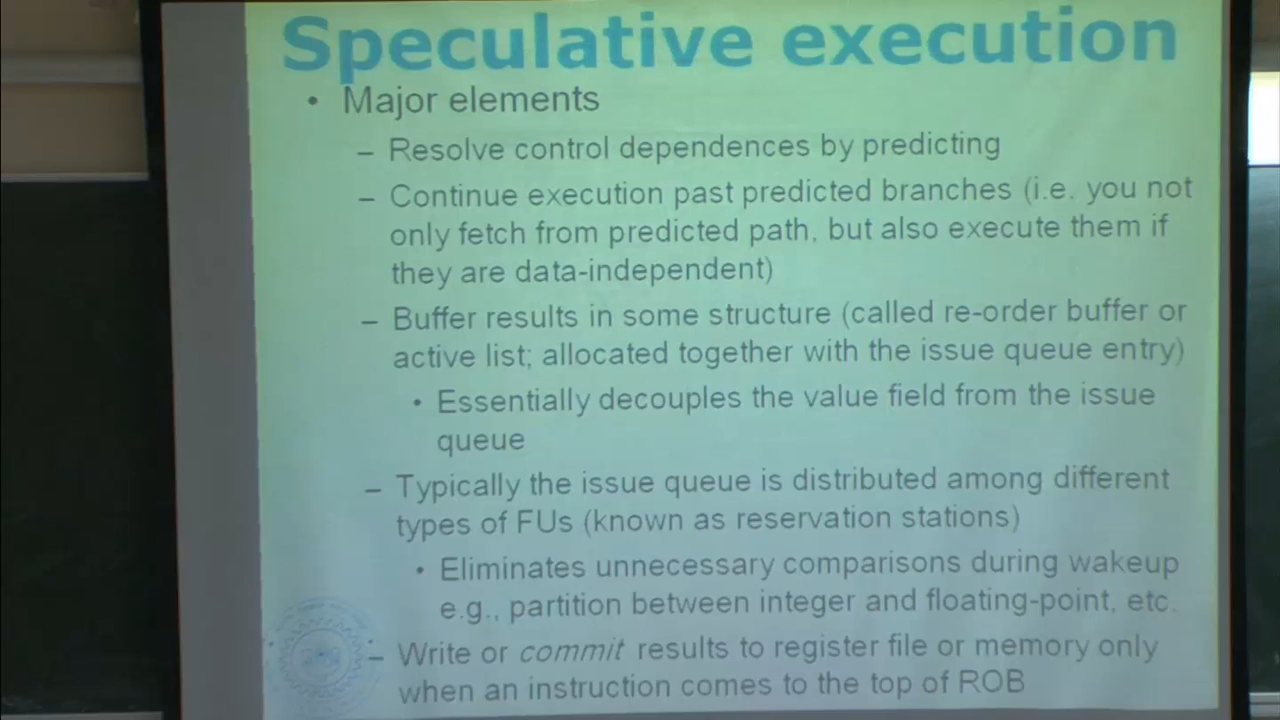 Speculative execution
• Major elements
– Resolve control dependences by predicting
– Continue execution past predicted branches (i.e. you not
only fetch from predicted path, but also execute them if
they are data-independent)
– Buffer results in some structure (called re-order buffer or
active list; allocated together with the issue queue entry)
• Essentially decouples the value field from the issue
queue
– Typically the issue queue is distributed among different
types of FUs (known as reservation stations)
• Eliminates unnecessary comparisons during wakeup
e.g., partition between integer and floating-point, etc.
– Write or commit results to register file or memory only
when an instruction comes to the top of ROB